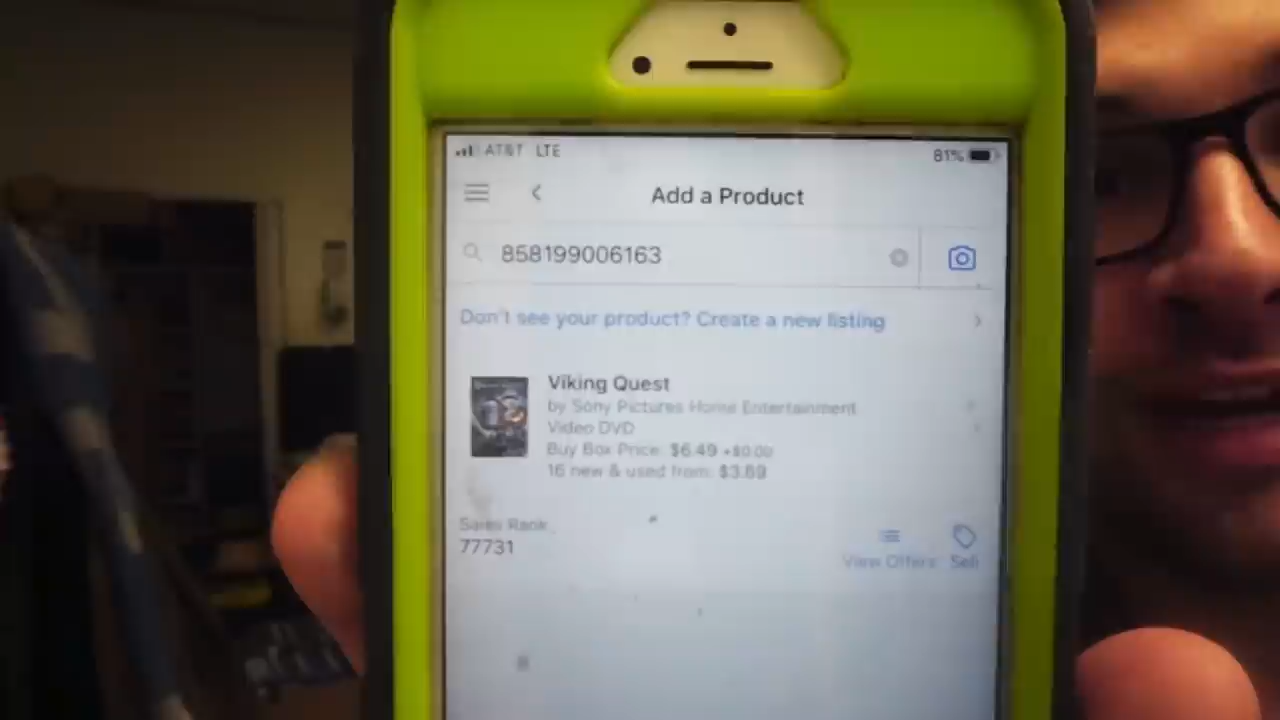 AT&T LTE 81%
Add a Product
858199006163
Don't see your product? Create a new listing
Viking Quest
by Sony Pictures Home Entertainment
Video DVD
Buy Box Price: $6.49 +$0.00
16 new & used from: $3.69
Sales Rank
77731
View Offers Sell